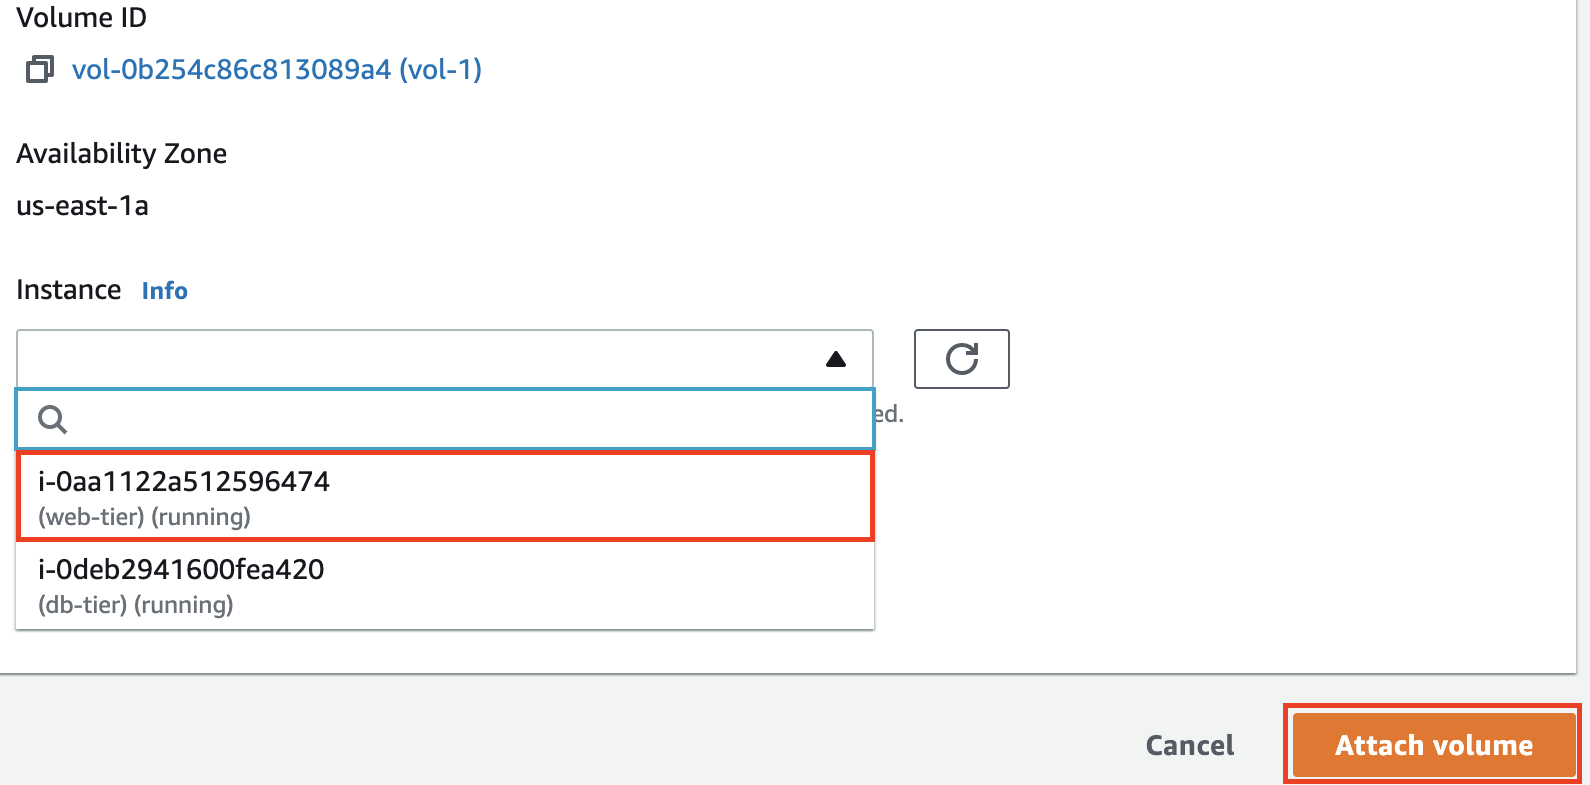 Volume ID
vol-0b254c86c813089a4 (vol-1)
Availability Zone
us-east-1a
Instance Info
ed.
i-0aa1122a512596474
(web-tier) (running)
i-0deb2941600fea420
(db-tier) (running)
Cancel
Attach volume